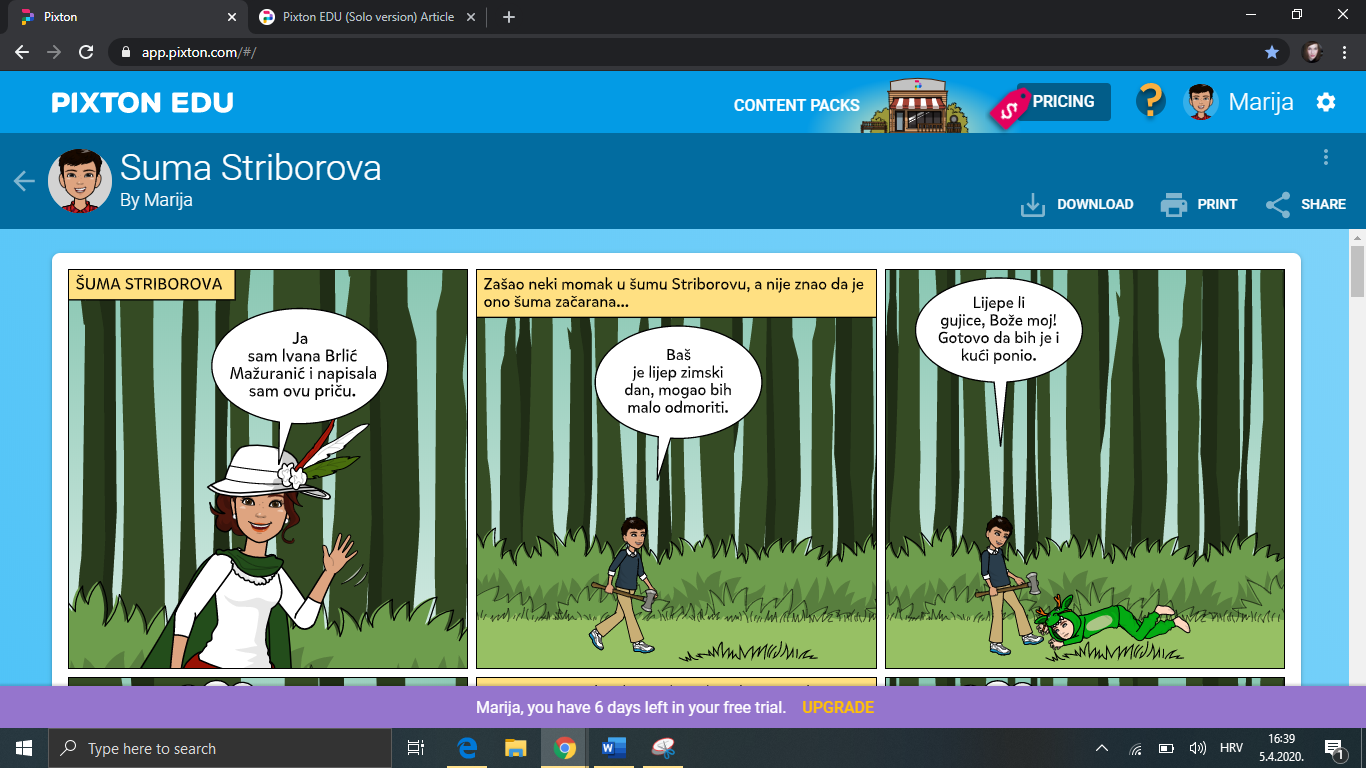 Pixton
Pixton EDU (Solo version) Article
app.pixton.com/#/
PIXTON EDU
CONTENT PACKS
PRICING
?
Marija
Suma Striborova
By Marija
DOWNLOAD
PRINT
SHARE
ŠUMA STRIBOROVA
Ja
sam Ivana Brlić
Mažuranić i napisala
sam ovu priču.
Zašao neki momak u šumu Striborovu, a nije znao da je
ono šuma začarana...
Baš
je lijep zimski
dan, mogao bih
malo odmoriti.
Lijepe li
gujice, Bože moj!
Gotovo da bih je i
kući ponio.
Marija, you have 6 days left in your free trial. UPGRADE
Type here to search
HRV
16:39
5.4.2020.
1